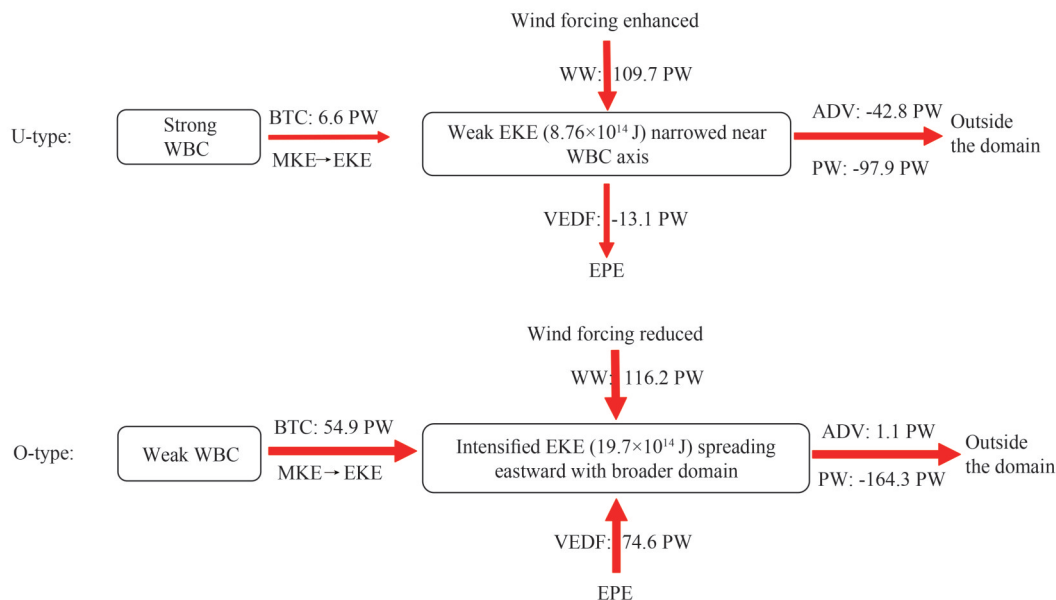 Wind forcing enhanced
WW: 109.7 PW
U-type:
Strong
WBC
BTC: 6.6 PW
MKE→EKE
Weak EKE (8.76×10¹⁴ J) narrowed near
WBC axis
ADV: -42.8 PW
PW: -97.9 PW
Outside
the domain
VEDF: -13.1 PW
EPE
Wind forcing reduced
WW: 116.2 PW
O-type:
Weak WBC
BTC: 54.9 PW
MKE→EKE
Intensified EKE (19.7×10¹⁴ J) spreading
eastward with broader domain
ADV: 1.1 PW
PW: -164.3 PW
Outside
the domain
VEDF: 74.6 PW
EPE